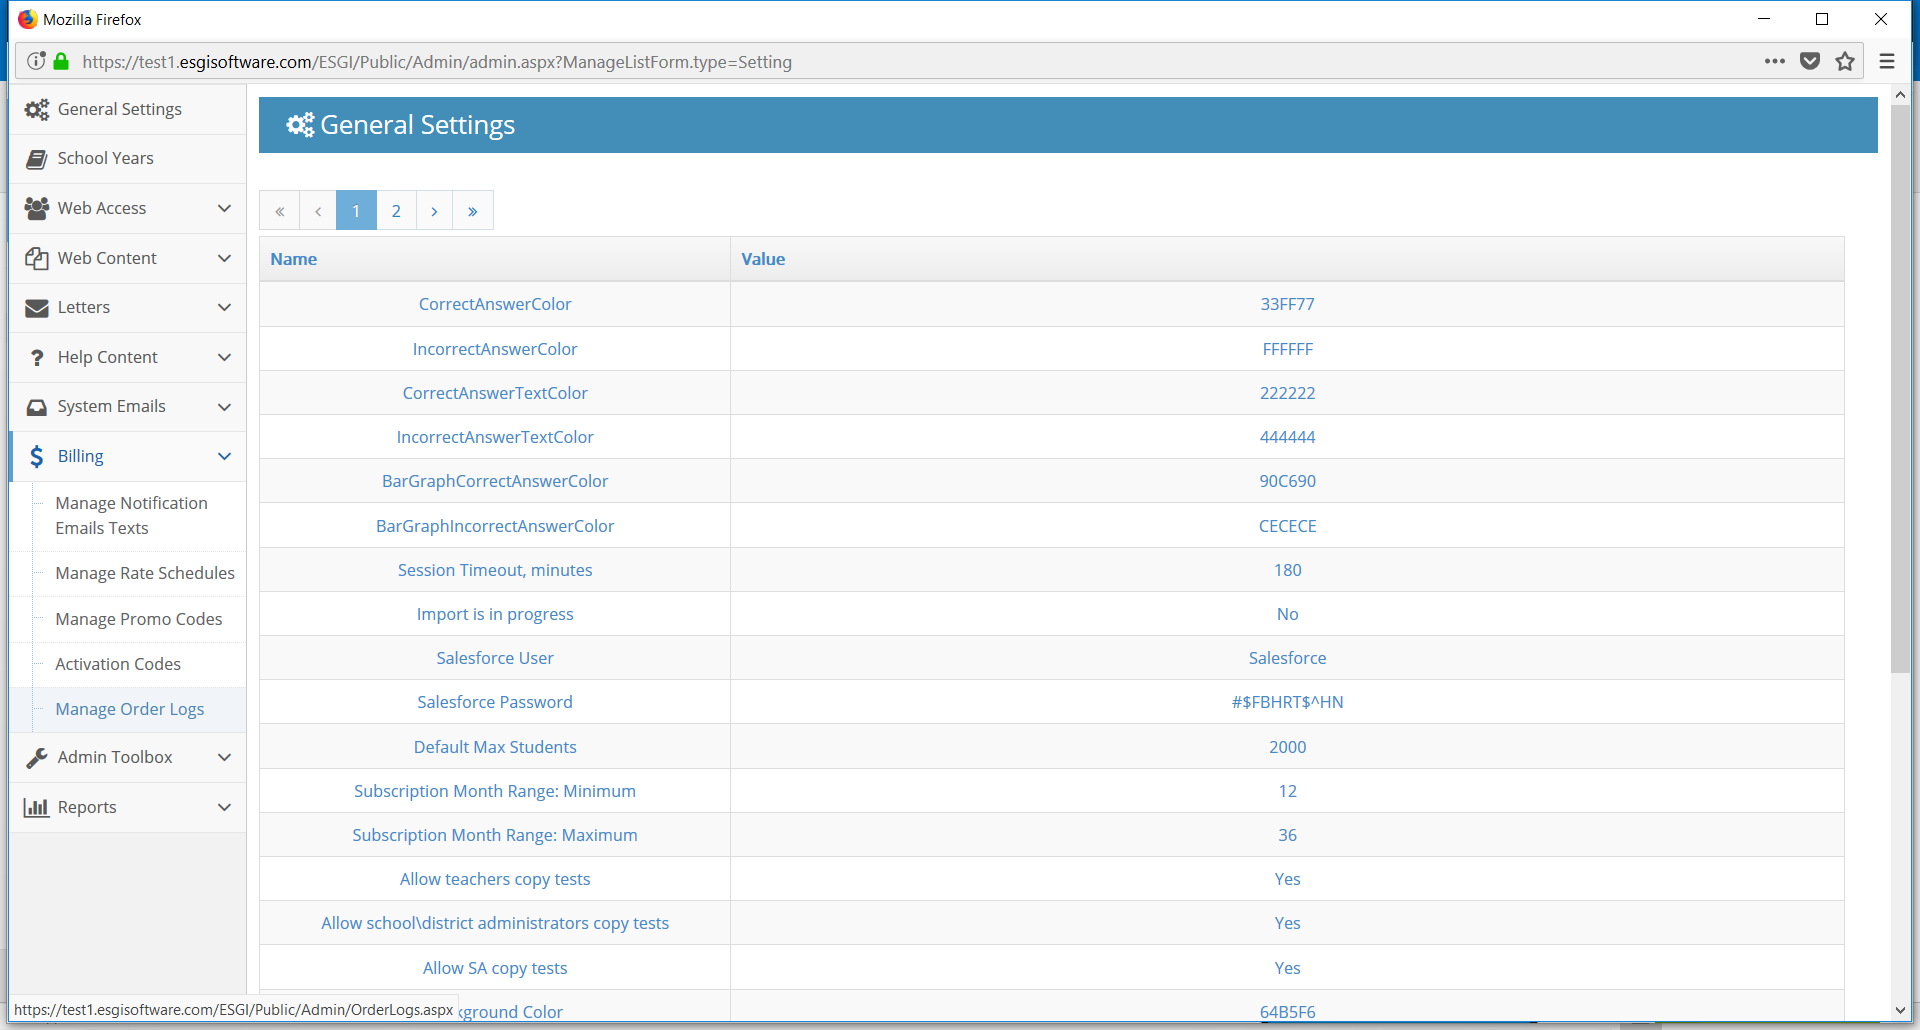 Mozilla Firefox
https://test1.esgisoftware.com/ESGI/Public/Admin/admin.aspx?ManageListForm.type=Setting
General Settings
School Years
Web Access
Web Content
Letters
Help Content
System Emails
Billing
Manage Notification
Emails Texts
Manage Rate Schedules
Manage Promo Codes
Activation Codes
Manage Order Logs
Admin Toolbox
Reports
General Settings
« ‹ 1 2 › »
Name Value
CorrectAnswerColor 33FF77
IncorrectAnswerColor FFFFFF
CorrectAnswerTextColor 222222
IncorrectAnswerTextColor 444444
BarGraphCorrectAnswerColor 90C690
BarGraphIncorrectAnswerColor CECECE
Session Timeout, minutes 180
Import is in progress No
Salesforce User Salesforce
Salesforce Password #$FBHRT$^HN
Default Max Students 2000
Subscription Month Range: Minimum 12
Subscription Month Range: Maximum 36
Allow teachers copy tests Yes
Allow school\district administrators copy tests Yes
Allow SA copy tests Yes
kground Color 64B5F6
https://test1.esgisoftware.com/ESGI/Public/Admin/OrderLogs.aspx